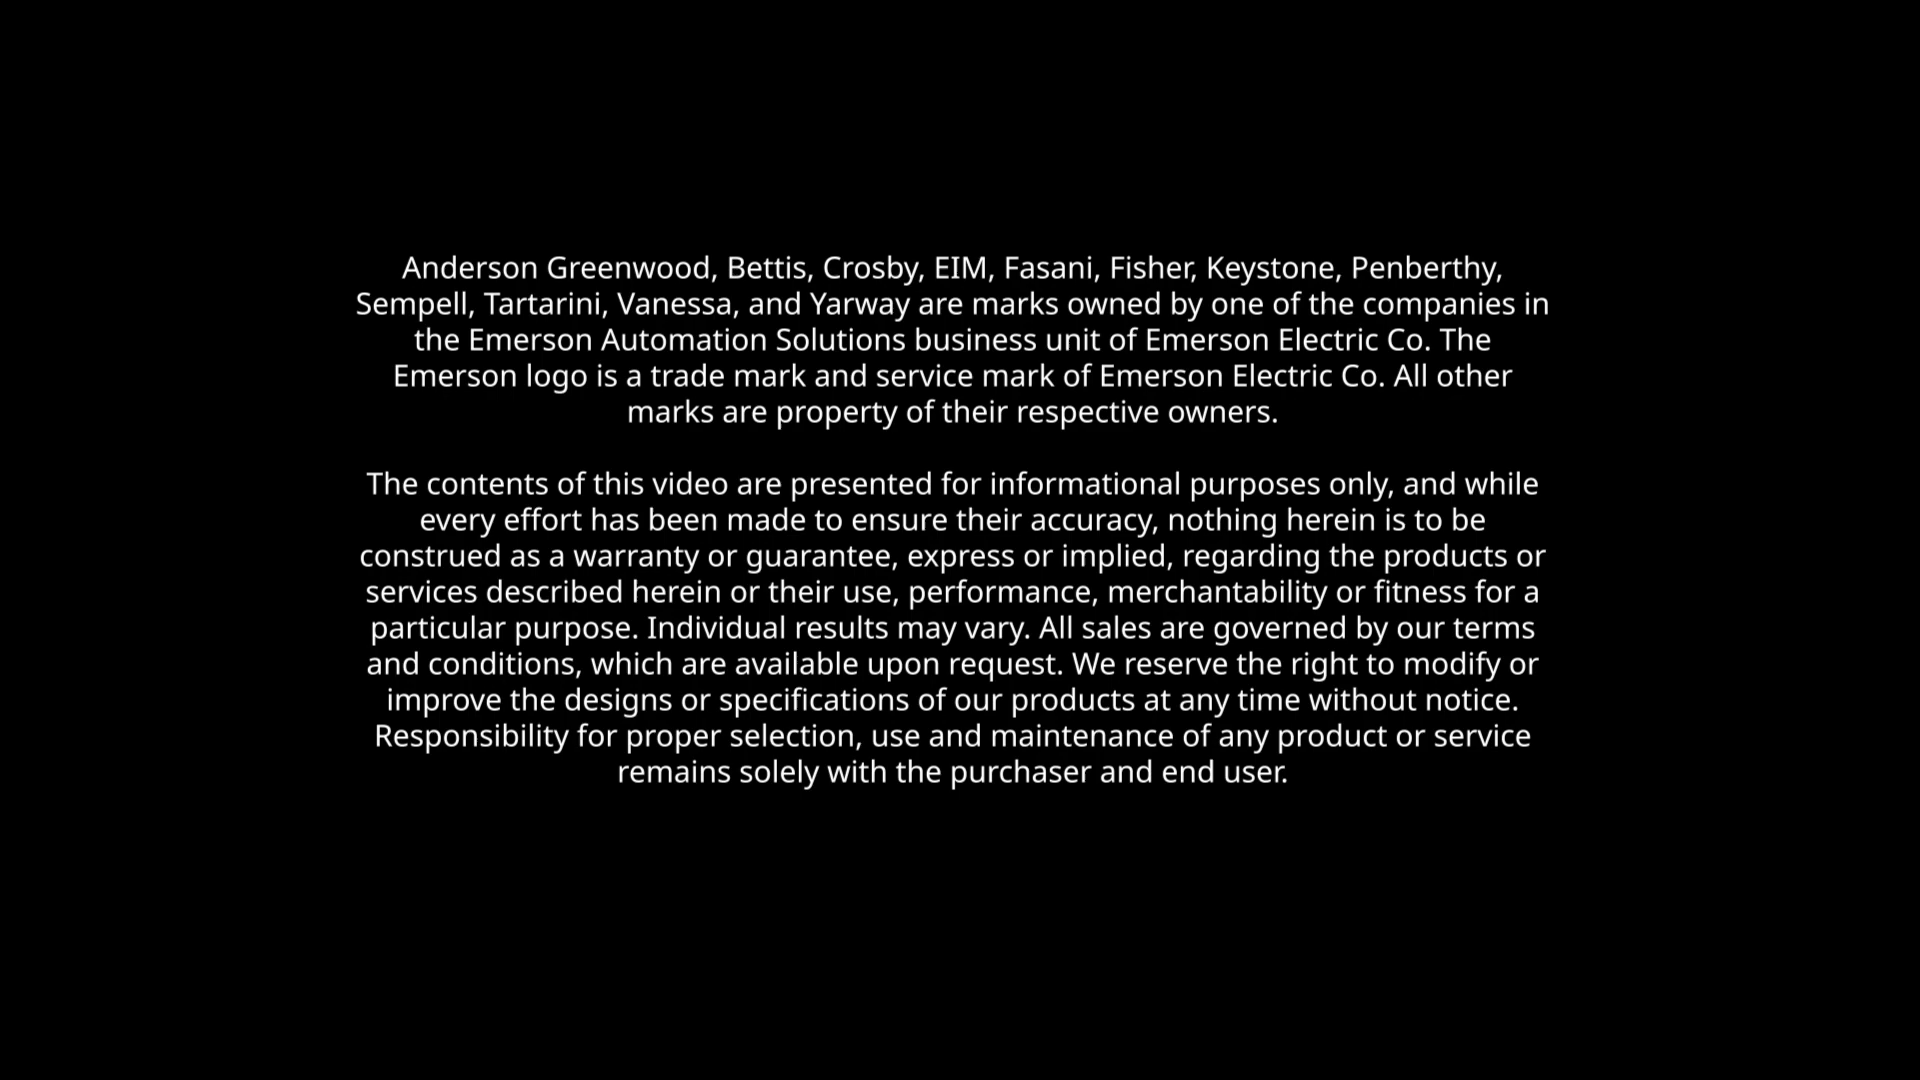 Anderson Greenwood, Bettis, Crosby, EIM, Fasani, Fisher, Keystone, Penberthy,
Sempell, Tartarini, Vanessa, and Yarway are marks owned by one of the companies in
the Emerson Automation Solutions business unit of Emerson Electric Co. The
Emerson logo is a trade mark and service mark of Emerson Electric Co. All other
marks are property of their respective owners.
The contents of this video are presented for informational purposes only, and while
every effort has been made to ensure their accuracy, nothing herein is to be
construed as a warranty or guarantee, express or implied, regarding the products or
services described herein or their use, performance, merchantability or fitness for a
particular purpose. Individual results may vary. All sales are governed by our terms
and conditions, which are available upon request. We reserve the right to modify or
improve the designs or specifications of our products at any time without notice.
Responsibility for proper selection, use and maintenance of any product or service
remains solely with the purchaser and end user.